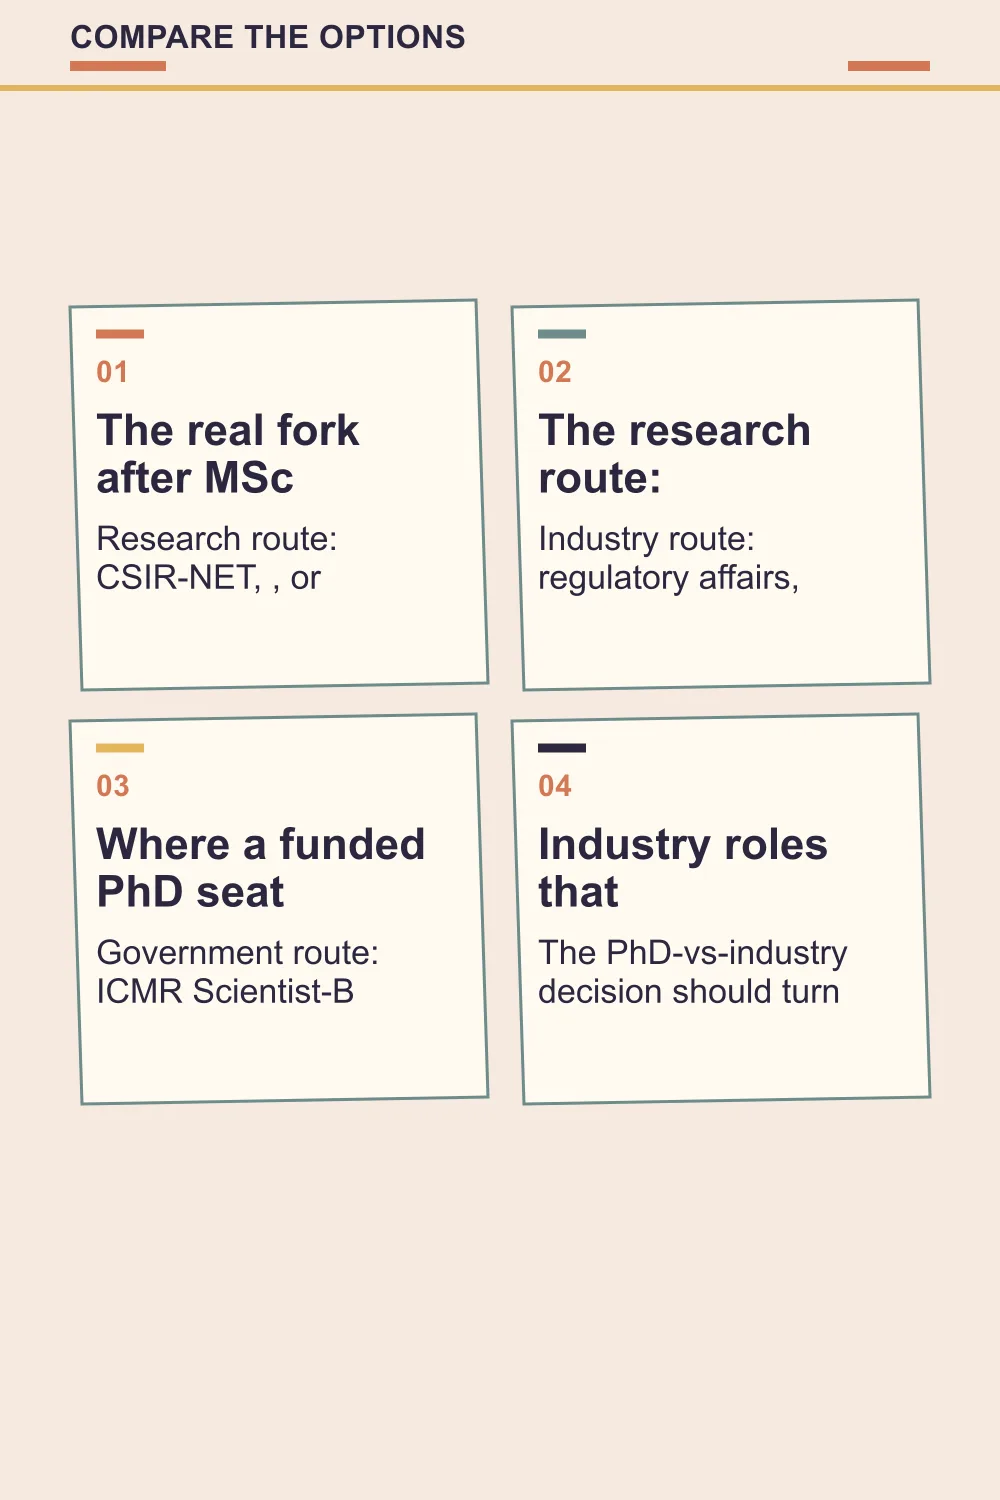 COMPARE THE OPTIONS
01
The real fork
after MSc
Research route:
CSIR-NET, , or
02
The research
route:
Industry route:
regulatory affairs,
03
Where a funded
PhD seat
Government route:
ICMR Scientist-B
04
Industry roles
that
The PhD-vs-industry
decision should turn